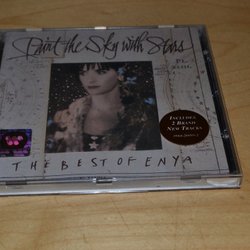 Paint the Sky with Stars
INCLUDES
2 BRAND
NEW TRACKS
THE BEST OF ENYA